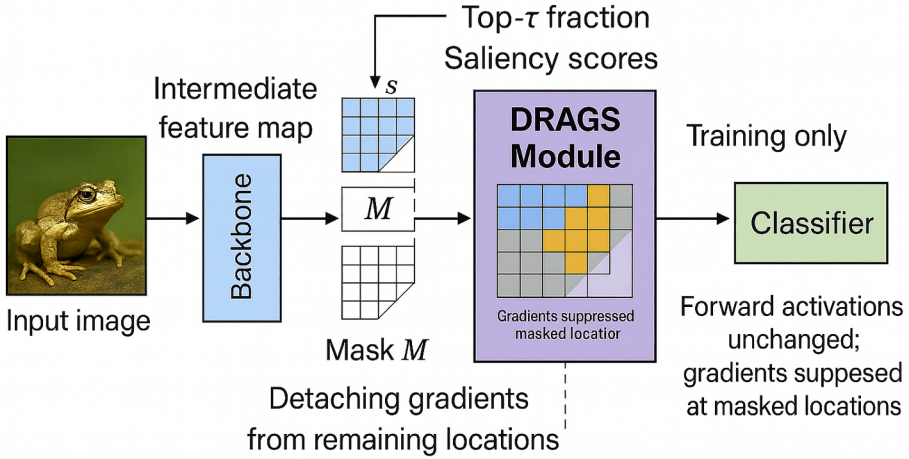 Top-τ fraction
Saliency scores
Intermediate
feature map
s
DRAGS
Module
Training only
Backbone
M
Classifier
Input image
Gradients suppressed
masked locatior
Mask M
Forward activations
unchanged;
gradients suppesed
at masked locations
Detaching gradients
from remaining locations